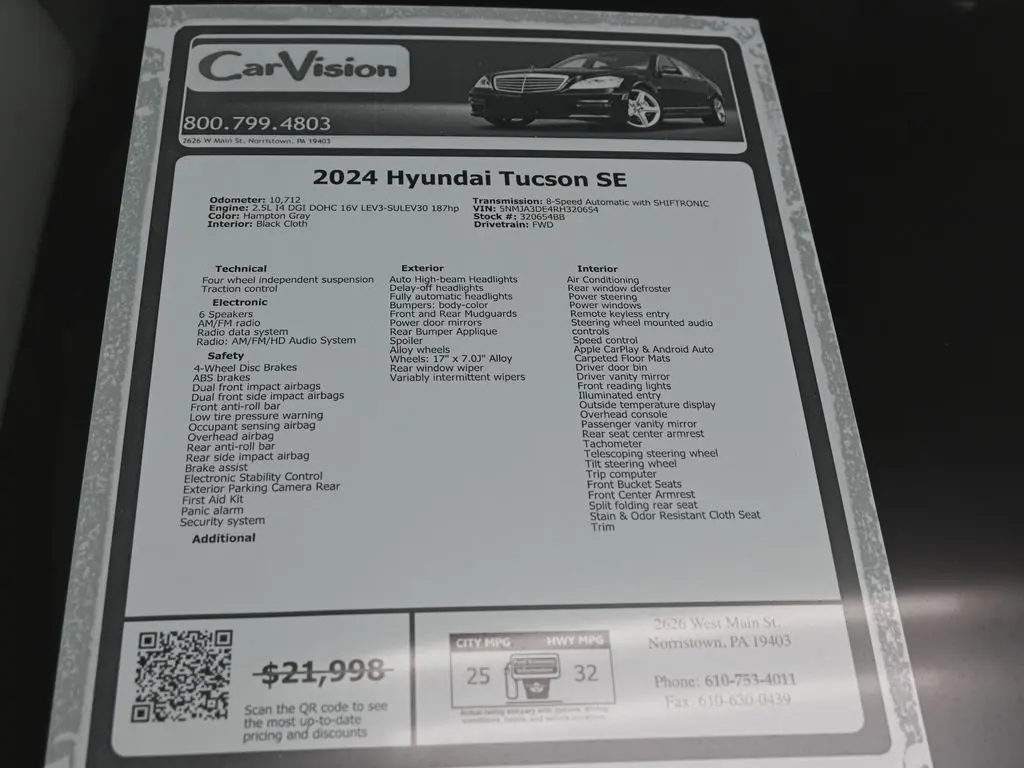 CarVision
800.799.4803
2626 W Main St, Norristown, PA 19403
2024 Hyundai Tucson SE
Odometer: 10,712
Engine: 2.5L I4 DGI DOHC 16V LEV3-SULEV30 187hp
Color: Hampton Gray
Interior: Black Cloth
Transmission: 8-Speed Automatic with SHIFTRONIC
VIN: 5NMJA3DE4RH320654
Stock #: 320654BB
Drivetrain: FWD
Technical
Four wheel independent suspension
Traction control
Electronic
6 Speakers
AM/FM radio
Radio data system
Radio: AM/FM/HD Audio System
Safety
4-Wheel Disc Brakes
ABS brakes
Dual front impact airbags
Dual front side impact airbags
Front anti-roll bar
Low tire pressure warning
Occupant sensing airbag
Overhead airbag
Rear anti-roll bar
Rear side impact airbag
Brake assist
Electronic Stability Control
Exterior Parking Camera Rear
First Aid Kit
Panic alarm
Security system
Additional
Exterior
Auto High-beam Headlights
Delay-off headlights
Fully automatic headlights
Bumpers: body-color
Front and Rear Mudguards
Power door mirrors
Rear Bumper Applique
Spoiler
Alloy wheels
Wheels: 17" x 7.0J" Alloy
Rear window wiper
Variably intermittent wipers
Interior
Air Conditioning
Rear window defroster
Power steering
Power windows
Remote keyless entry
Steering wheel mounted audio
controls
Speed control
Apple CarPlay & Android Auto
Carpeted Floor Mats
Driver door bin
Driver vanity mirror
Front reading lights
Illuminated entry
Outside temperature display
Overhead console
Passenger vanity mirror
Rear seat center armrest
Tachometer
Telescoping steering wheel
Tilt steering wheel
Trip computer
Front Bucket Seats
Front Center Armrest
Split folding rear seat
Stain & Odor Resistant Cloth Seat
Trim
$21,998
Scan the QR code to see
the most up-to-date
pricing and discounts
CITY MPG HWY MPG
25 32
2626 West Main St.
Norristown, PA 19403
Phone: 610-753-4011
Fax: 610-630-0439